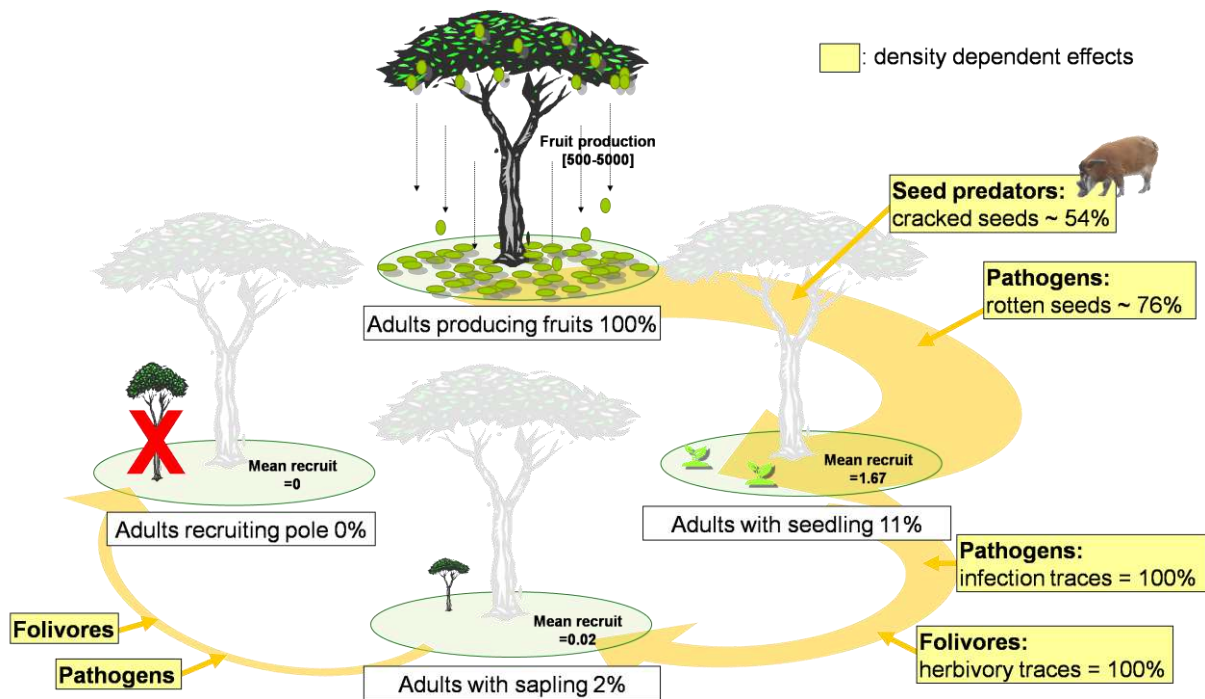 : density dependent effects
Fruit production
[500-5000]
Seed predators:
cracked seeds ~ 54%
Pathogens:
rotten seeds ~ 76%
Adults producing fruits 100%
Mean recruit
=1.67
Adults with seedling 11%
Pathogens:
infection traces = 100%
Folivores:
herbivory traces = 100%
Mean recruit
=0.02
Adults with sapling 2%
Pathogens
Folivores
Mean recruit
=0
X
Adults recruiting pole 0%